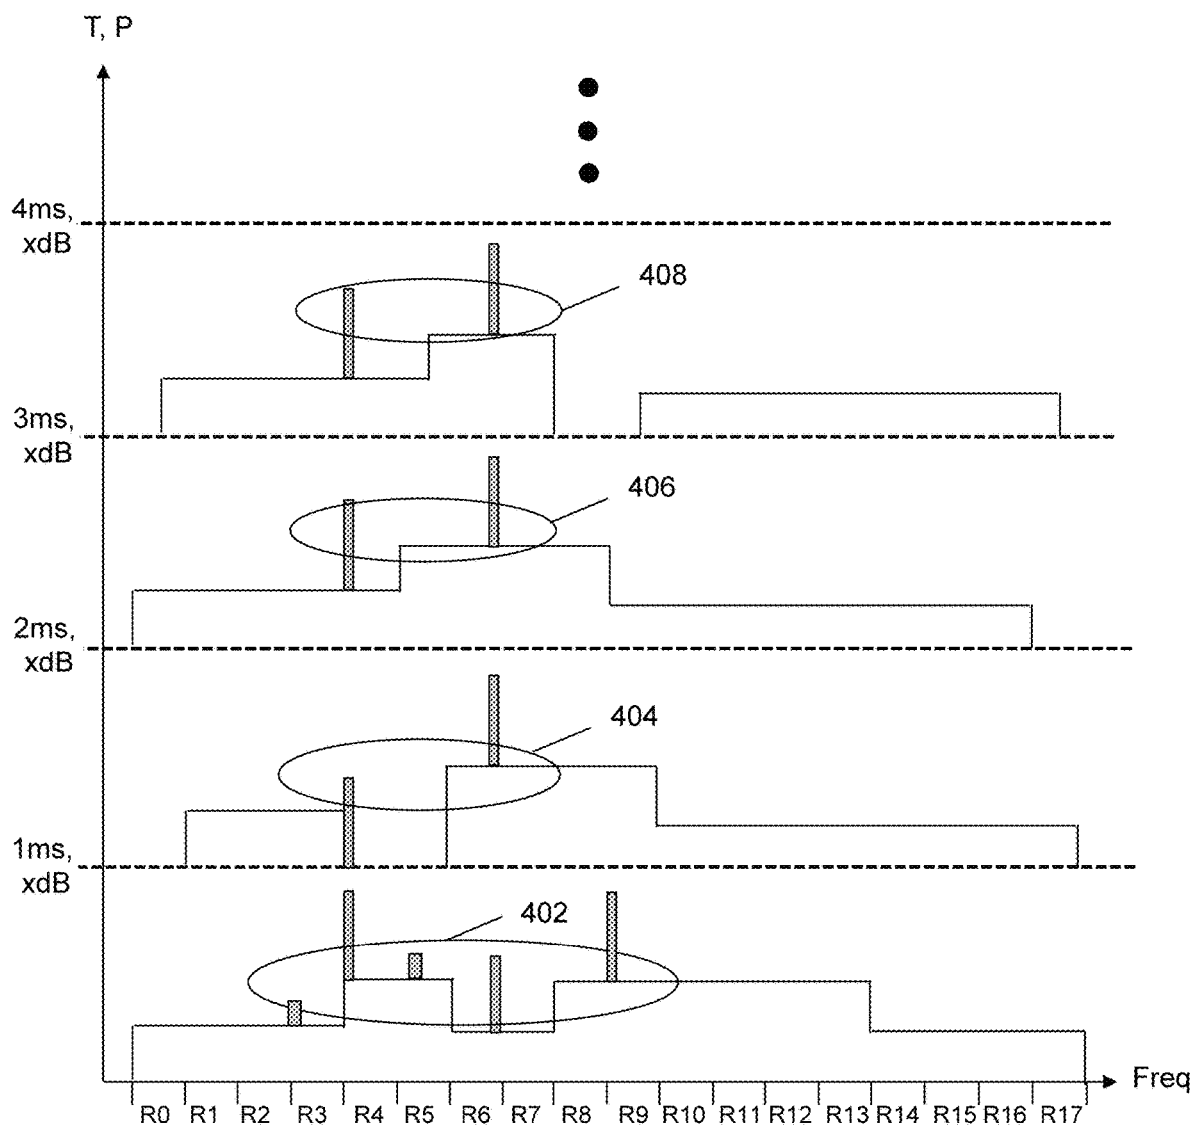 T, P
4ms,
xdB
408
3ms,
xdB
406
2ms,
xdB
404
1ms,
xdB
402
Freq
R0 R1 R2 R3 R4 R5 R6 R7 R8 R9 R10 R11 R12 R13 R14 R15 R16 R17